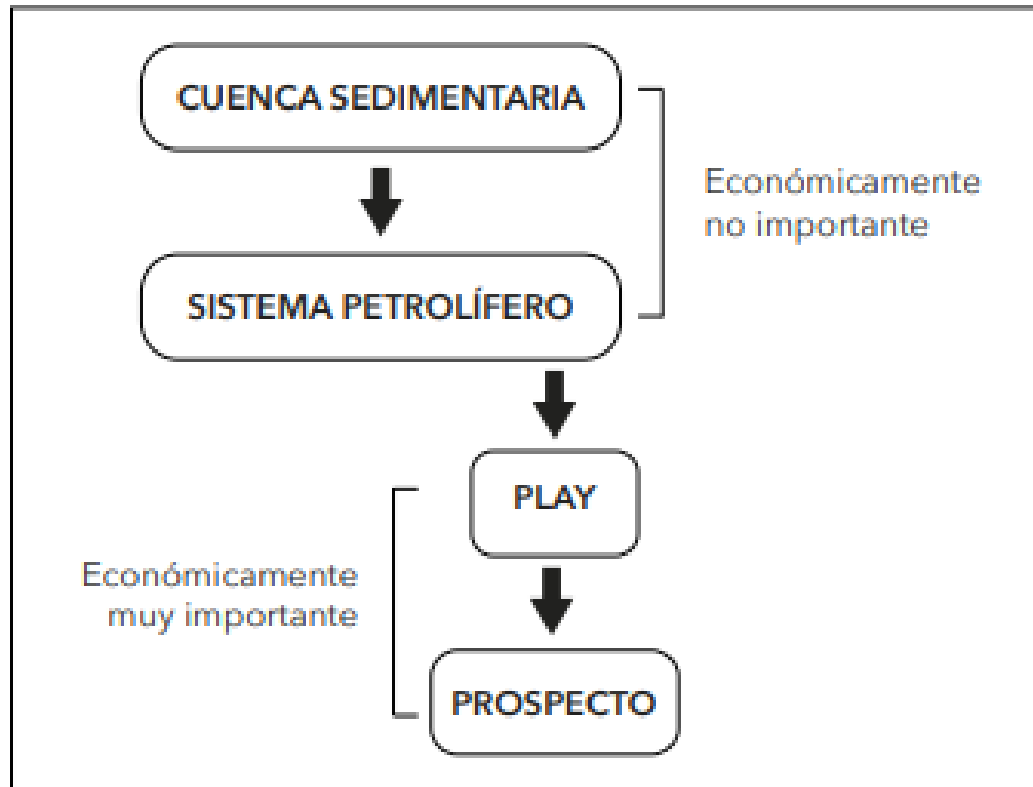 CUENCA SEDIMENTARIA
Económicamente
no importante
SISTEMA PETROLÍFERO
PLAY
Económicamente
muy importante
PROSPECTO